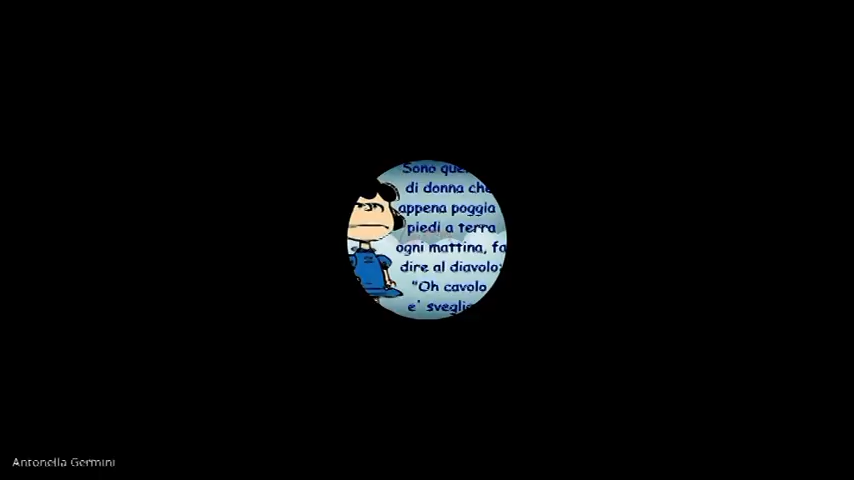 Sono
di donna che
appena poggia
piedi a terra
ogni mattina, fa
dire al diavolo:
"Oh cavolo
e' sveglia
Antonella Germini